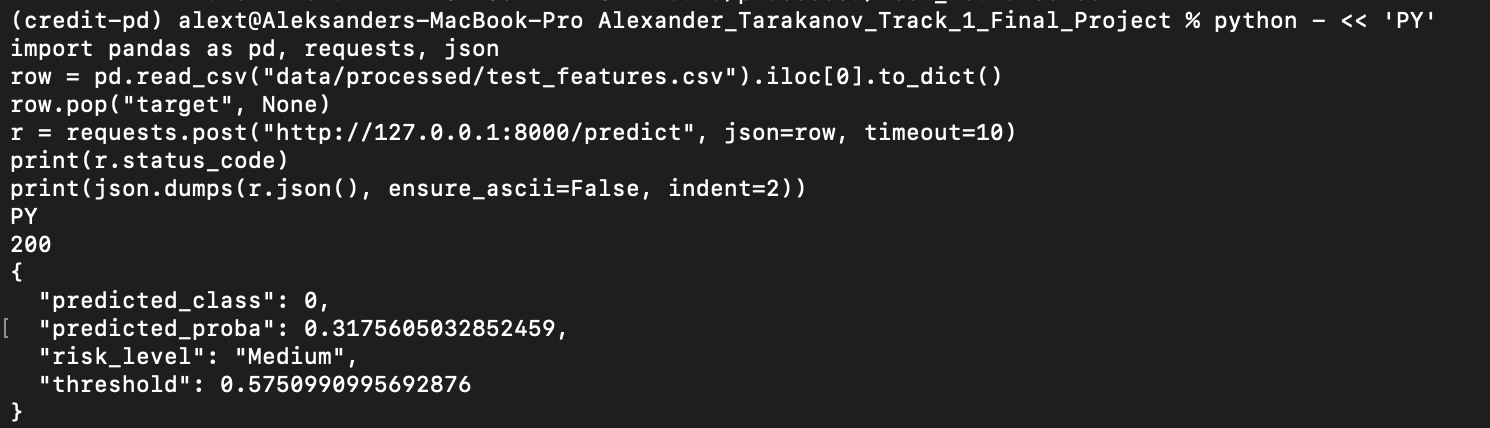 (credit-pd) alext@Aleksanders-MacBook-Pro Alexander_Tarakanov_Track_1_Final_Project % python - << 'PY'
import pandas as pd, requests, json
row = pd.read_csv("data/processed/test_features.csv").iloc[0].to_dict()
row.pop("target", None)
r = requests.post("http://127.0.0.1:8000/predict", json=row, timeout=10)
print(r.status_code)
print(json.dumps(r.json(), ensure_ascii=False, indent=2))
PY
200
{
  "predicted_class": 0,
[  "predicted_proba": 0.3175605032852459,
  "risk_level": "Medium",
  "threshold": 0.5750990995692876
}